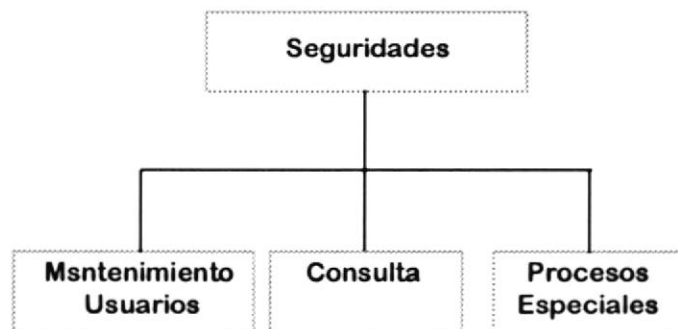 Seguridades
Msntenimiento
Usuarios
Consulta
Procesos
Especiales